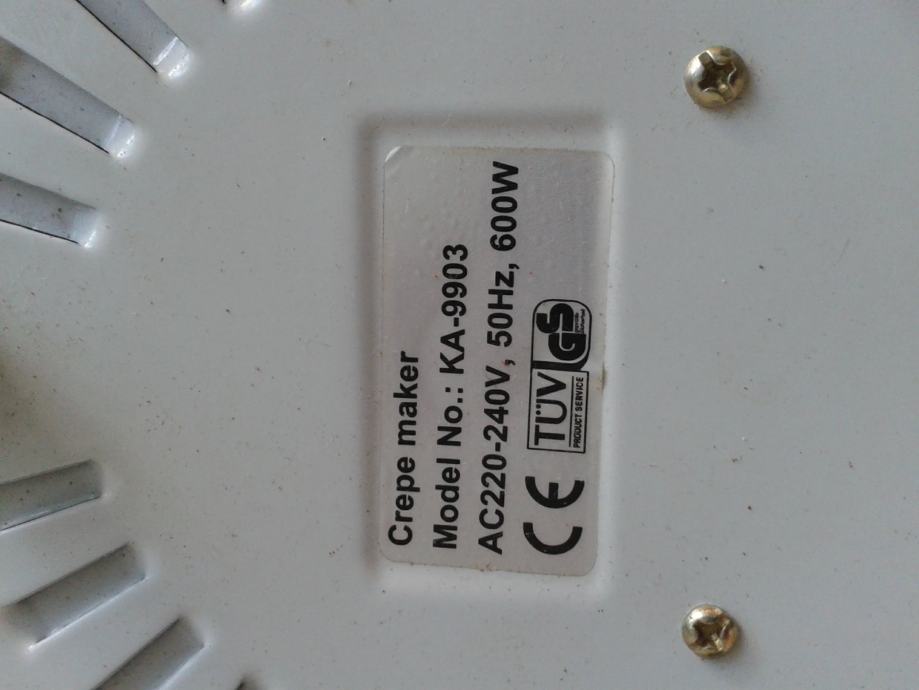 Crepe maker
Model No.: KA-9903
AC220-240V, 50Hz, 600W
CE TÜV GS
PRODUCT SERVICE